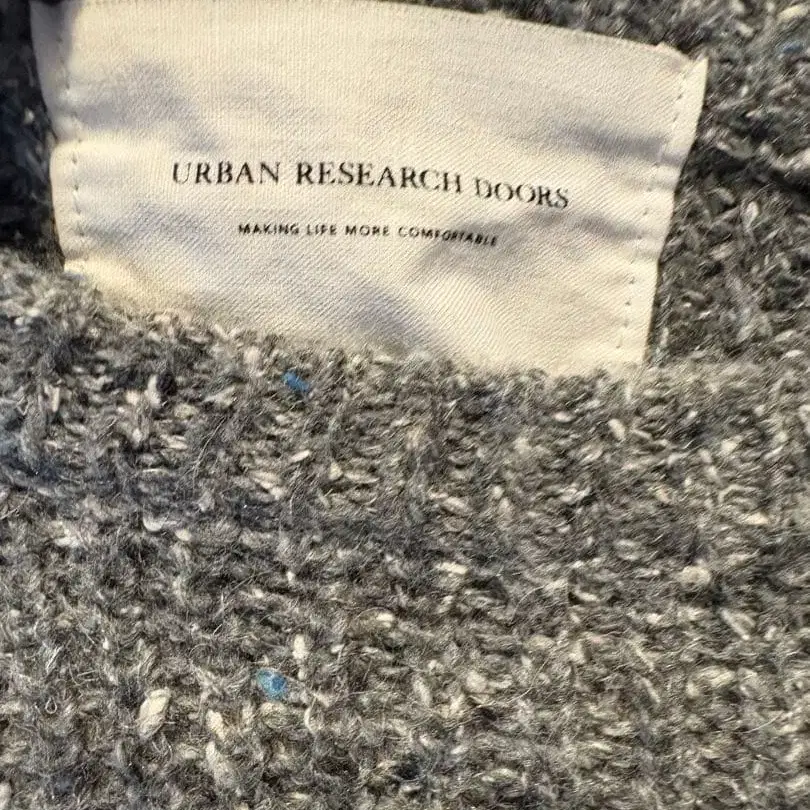 URBAN RESEARCH DOORS
MAKING LIFE MORE COMFORTABLE